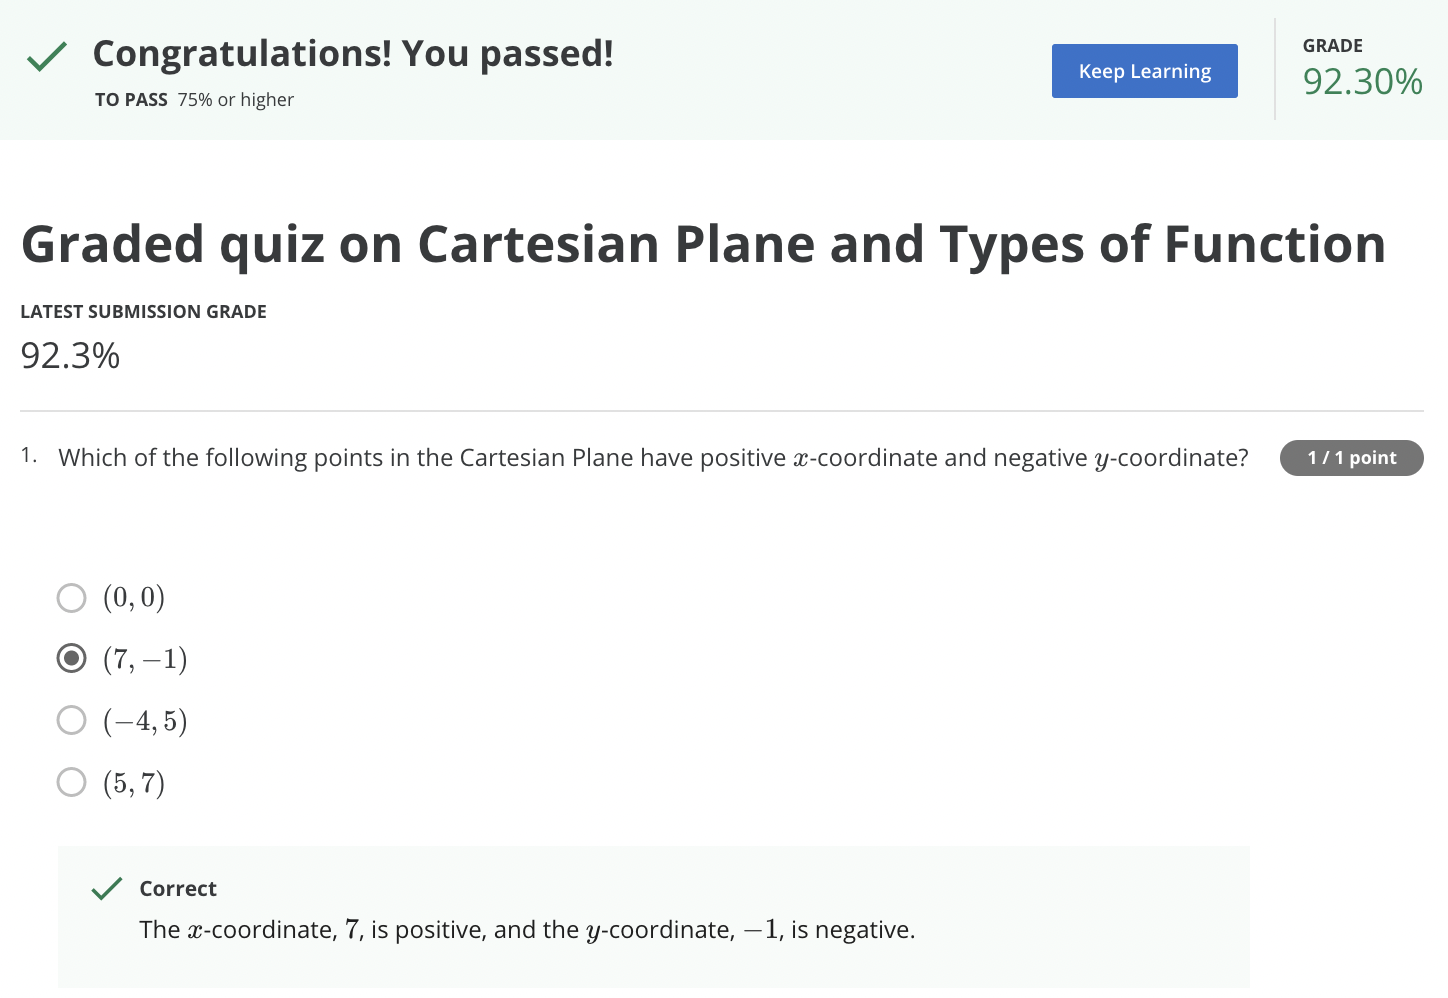 Congratulations! You passed!
TO PASS 75% or higher
Keep Learning
GRADE
92.30%
Graded quiz on Cartesian Plane and Types of Function
LATEST SUBMISSION GRADE
92.3%
1. Which of the following points in the Cartesian Plane have positive x-coordinate and negative y-coordinate?
1 / 1 point
(0, 0)
(7, −1)
(−4, 5)
(5, 7)
Correct
The x-coordinate, 7, is positive, and the y-coordinate, −1, is negative.